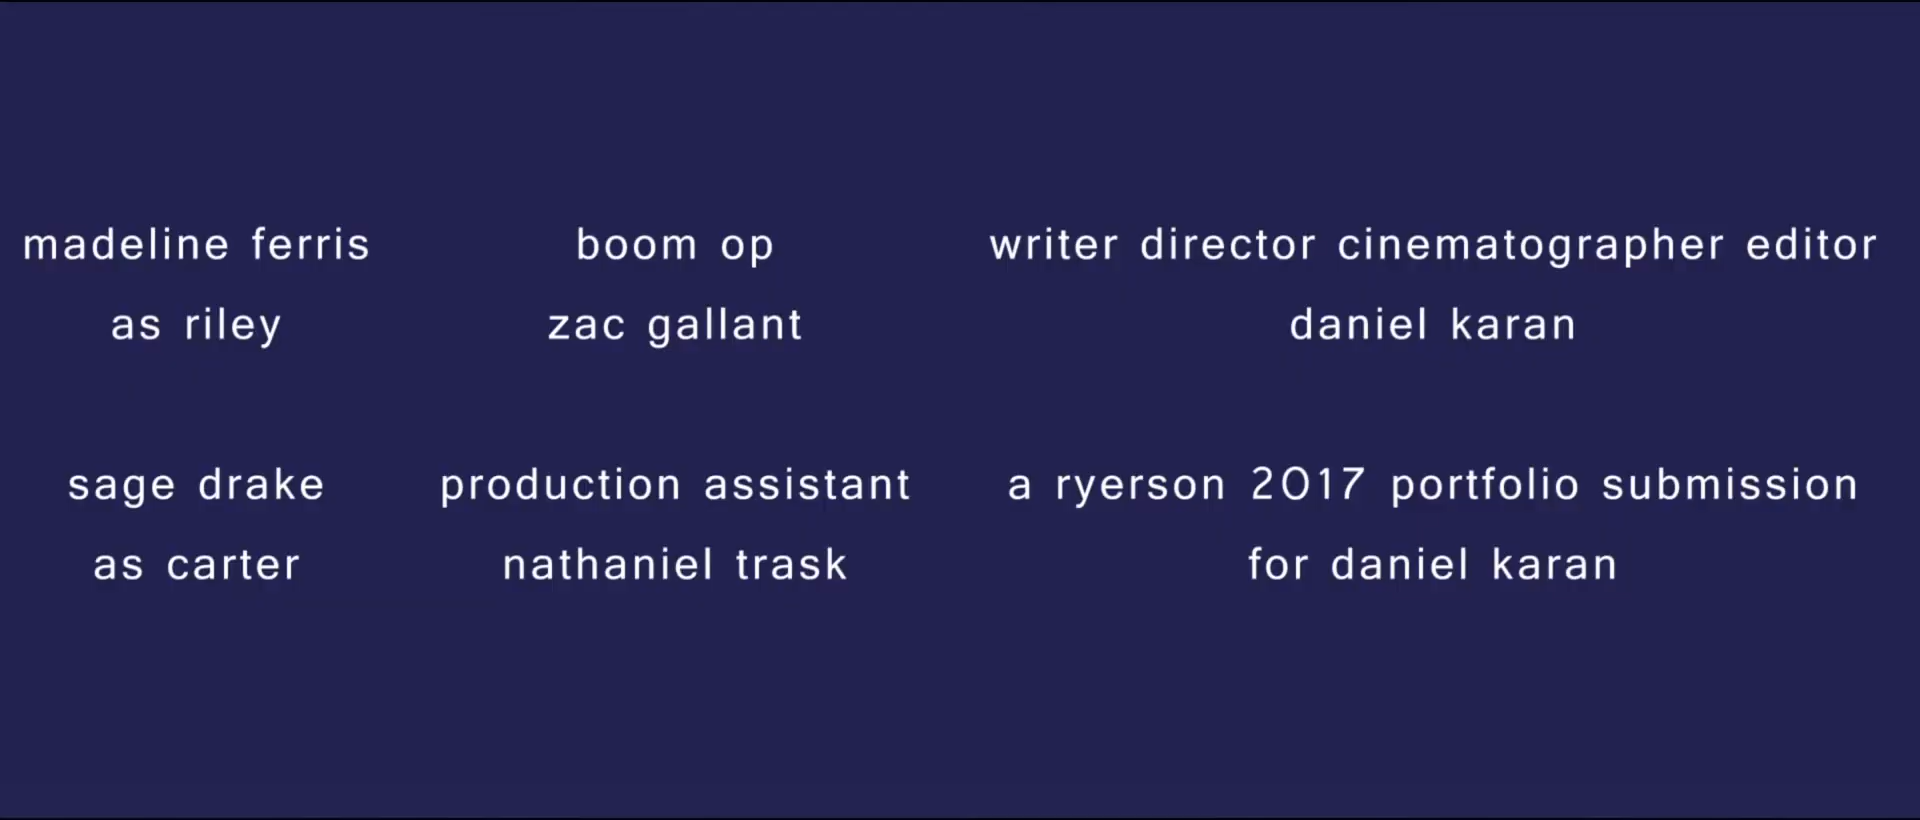 madeline ferris
as riley
sage drake
as carter
boom op
zac gallant
production assistant
nathaniel trask
writer director cinematographer editor
daniel karan
a ryerson 2017 portfolio submission
for daniel karan